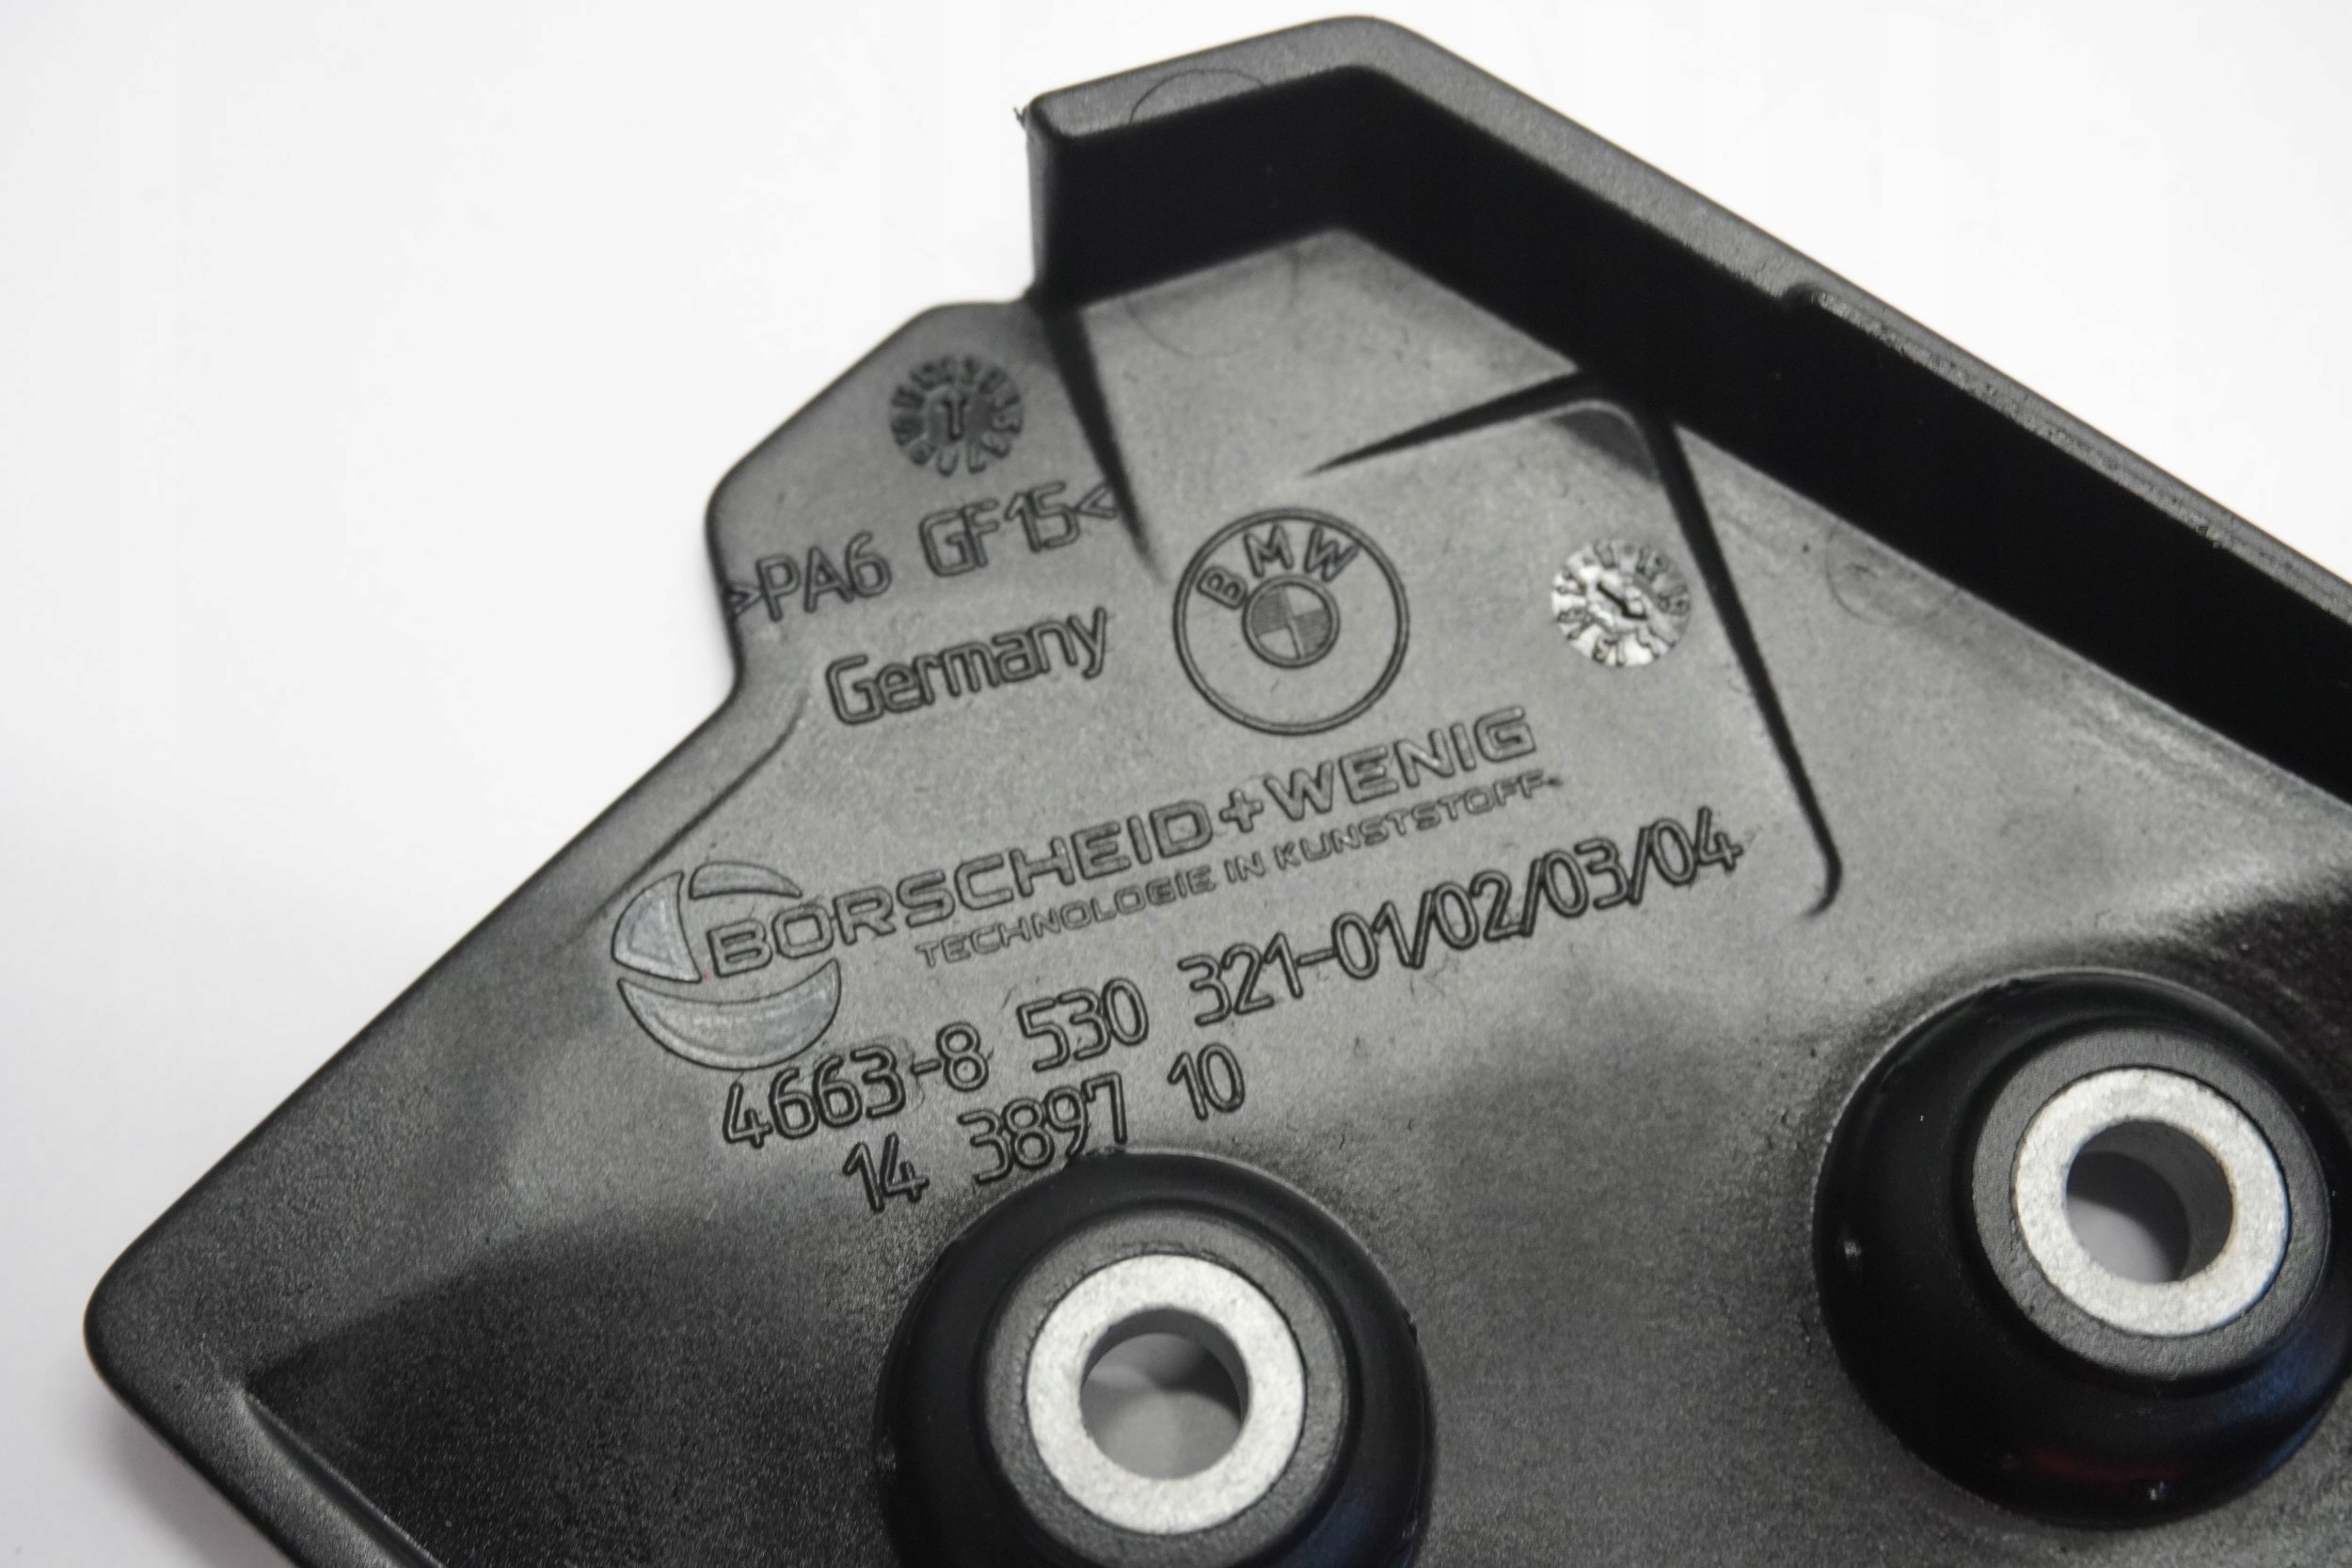 >PA6 GF15<
Germany
BMW
BORSCHEID+WENIG
TECHNOLOGIE IN KUNSTSTOFF.
4663-8 530 321-01/02/03/04
14 3897 10